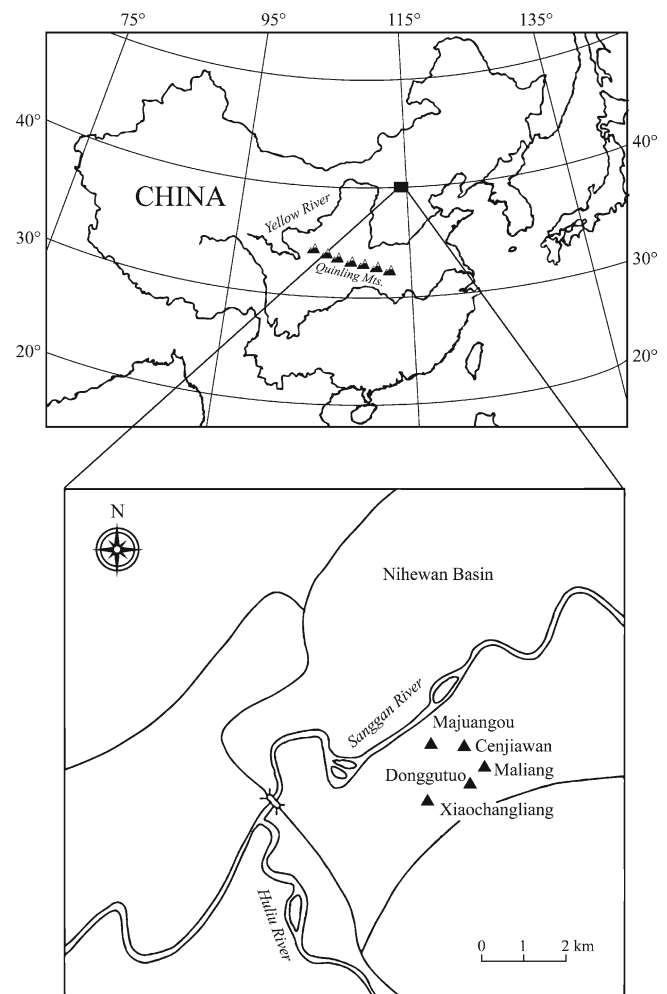 75° 95° 115° 135°
40° 40°
CHINA
Yellow River
30° 30°
Quinling Mts.
20° 20°
N
Nihewan Basin
Sanggan River
Majuangou
Cenjiawan
Maliang
Donggutuo
Xiaochangliang
Huliu River
0 1 2 km